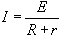 I = E / (R + r)